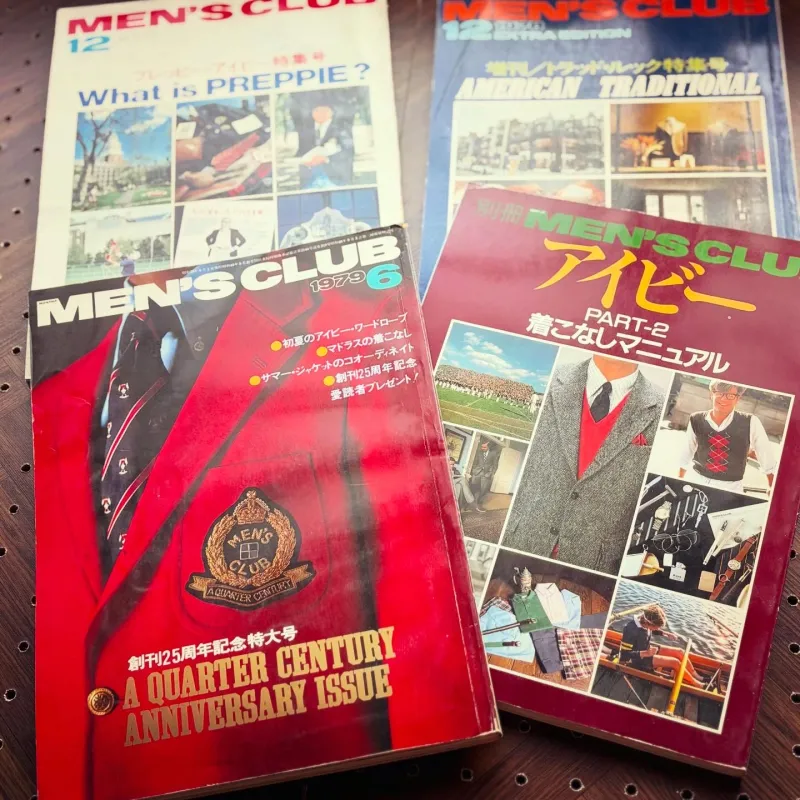 MEN'S CLUB
12
プレッピー・アイビー特集号
What is PREPPIE?
MEN'S CLUB
12
EXTRA EDITION
増刊/トラッド・ルック特集号
AMERICAN TRADITIONAL
MEN'S CLUB
1979 6
初夏のアイビー・ワードローブ
マドラスの着こなし
サマー・ジャケットのコオーディネイト
創刊25周年記念
愛読者プレゼント!
MEN'S
CLUB
A QUARTER CENTURY
創刊25周年記念特大号
A QUARTER CENTURY
ANNIVERSARY ISSUE
別冊 MEN'S CLU
アイビー
PART-2
着こなしマニュアル